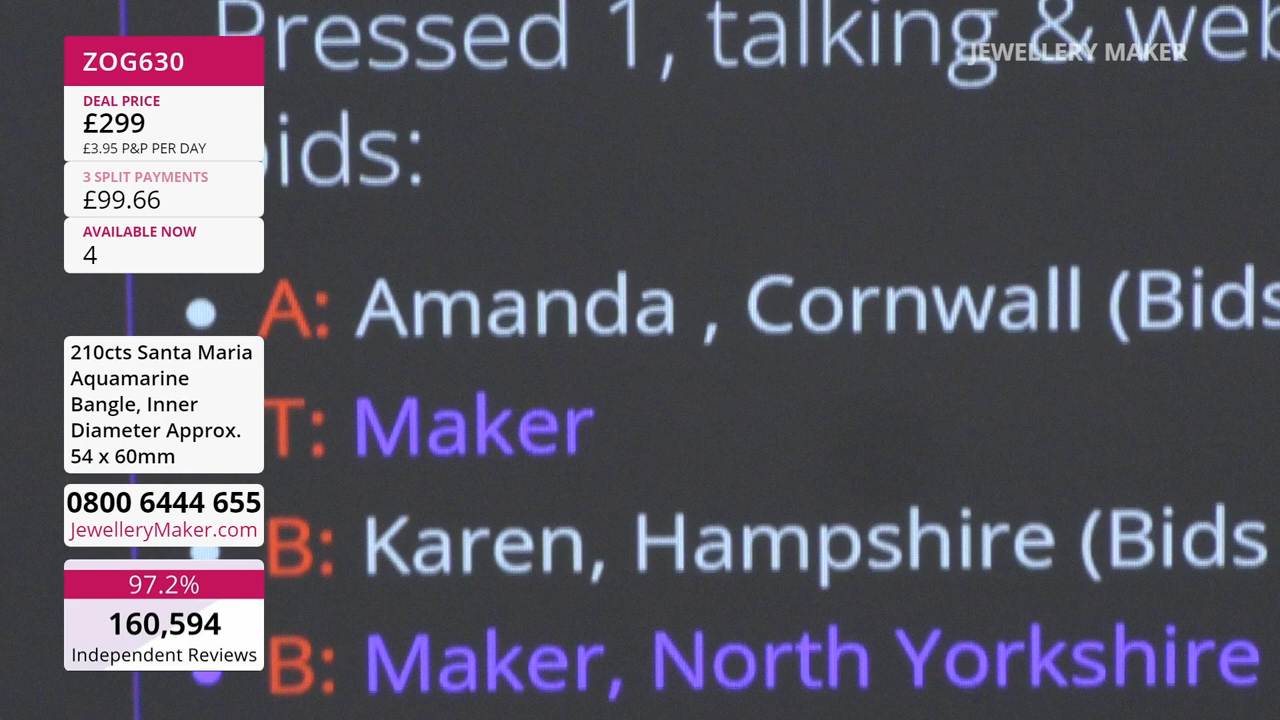 Pressed 1, talking & web
JEWELLERY MAKER
bids:
A: Amanda , Cornwall (Bids
T: Maker
B: Karen, Hampshire (Bids
B: Maker, North Yorkshire
ZOG630
DEAL PRICE
£299
£3.95 P&P PER DAY
3 SPLIT PAYMENTS
£99.66
AVAILABLE NOW
4
210cts Santa Maria
Aquamarine
Bangle, Inner
Diameter Approx.
54 x 60mm
0800 6444 655
JewelleryMaker.com
97.2%
160,594
Independent Reviews